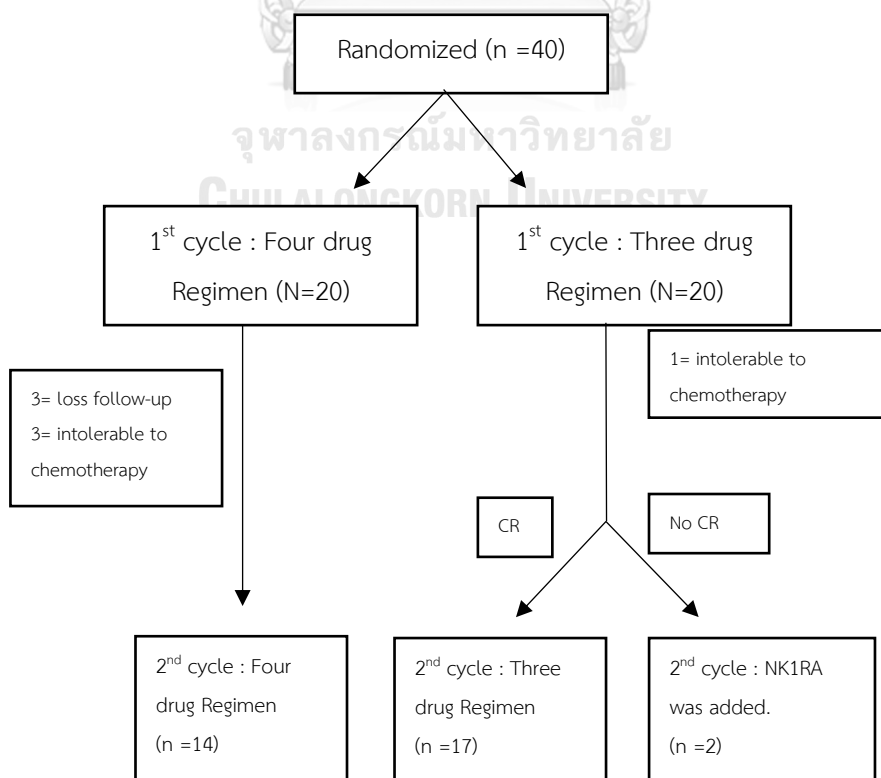 Randomized (n =40)
จุฬาลงกรณ์มหาวิทยาลัย
CHULALONGKORN UNIVERSITY
1st cycle : Four drug
Regimen (N=20)
1st cycle : Three drug
Regimen (N=20)
3= loss follow-up
3= intolerable to
chemotherapy
1= intolerable to
chemotherapy
CR
No CR
2nd cycle : Four
drug Regimen
(n =14)
2nd cycle : Three
drug Regimen
(n =17)
2nd cycle : NK1RA
was added.
(n =2)